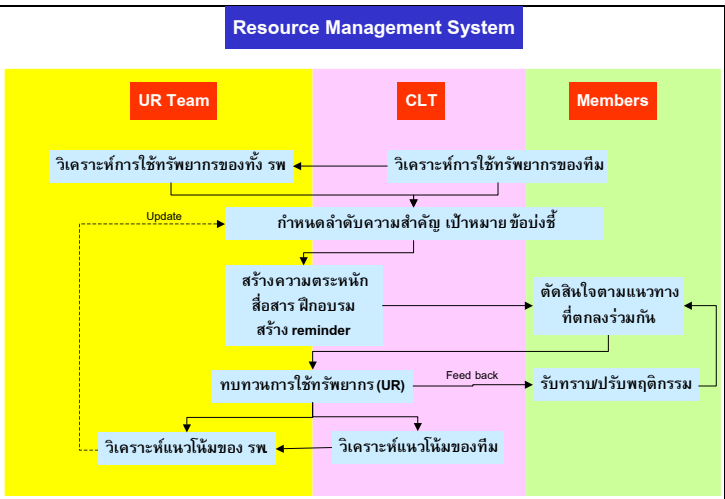 Resource Management System
UR Team
CLT
Members
วิเคราะห์การใช้ทรัพยากรของทั้ง รพ
วิเคราะห์การใช้ทรัพยากรของทีม
Update
กำหนดลำดับความสำคัญ เป้าหมาย ข้อบ่งชี้
สร้างความตระหนัก
สื่อสาร ฝึกอบรม
สร้าง reminder
ตัดสินใจตามแนวทาง
ที่ตกลงร่วมกัน
ทบทวนการใช้ทรัพยากร (UR)
Feed back
รับทราบ/ปรับพฤติกรรม
วิเคราะห์แนวโน้มของ รพ.
วิเคราะห์แนวโน้มของทีม